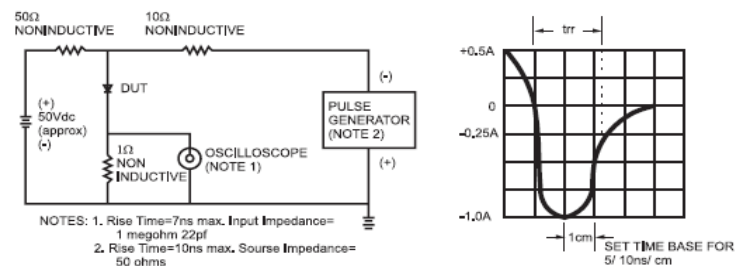 50Ω
NONINDUCTIVE
10Ω
NONINDUCTIVE
DUT
(+)
50Vdc
(approx)
(-)
1Ω
NON
INDUCTIVE
OSCILLOSCOPE
(NOTE 1)
(-)
PULSE
GENERATOR
(NOTE 2)
(+)
NOTES: 1. Rise Time=7ns max. Input Impedance=
1 megohm 22pf
2. Rise Time=10ns max. Sourse Impedance=
50 ohms
trr
+0.5A
0
-0.25A
-1.0A
1cm
SET TIME BASE FOR
5/ 10ns/ cm